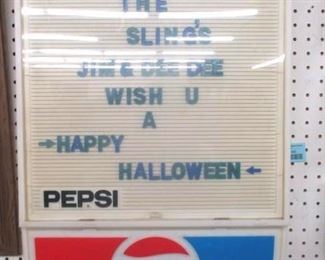 THE
SLING'S
JIM & DEE DEE
WISH U
A
→HAPPY
HALLOWEEN←
PEPSI